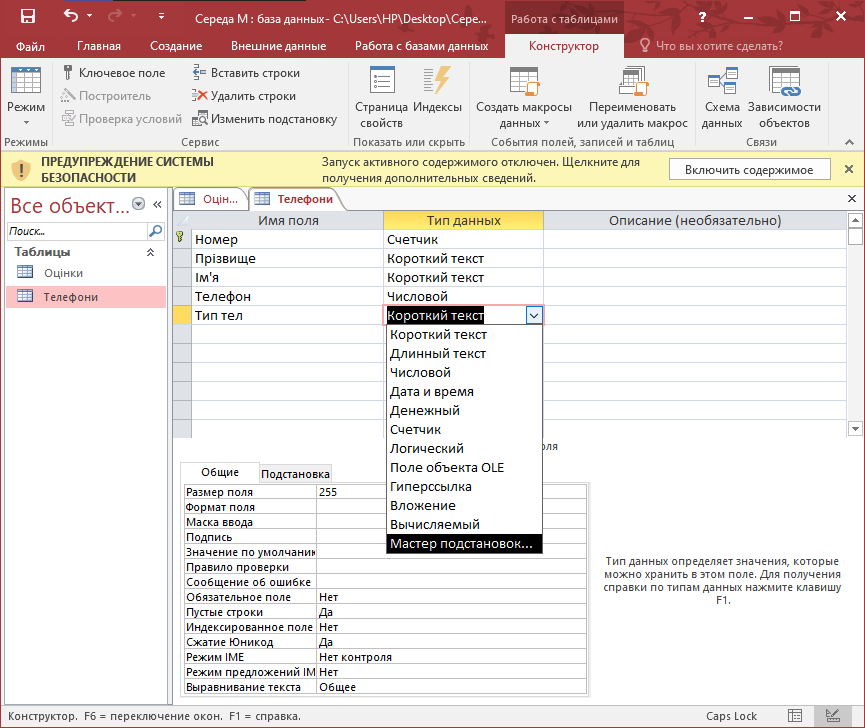 Середа М : база данных- C:\Users\HP\Desktop\Сере...
Работа с таблицами
?
Файл
Главная
Создание
Внешние данные
Работа с базами данных
Конструктор
Что вы хотите сделать?
Режим
Режимы
Ключевое поле
Построитель
Проверка условий
Вставить строки
Удалить строки
Изменить подстановку
Сервис
Страница свойств
Индексы
Показать или скрыть
Создать макросы данных
Переименовать или удалить макрос
События полей, записей и таблиц
Схема данных
Зависимости объектов
Связи
ПРЕДУПРЕЖДЕНИЕ СИСТЕМЫ
БЕЗОПАСНОСТИ
Запуск активного содержимого отключен. Щелкните для
получения дополнительных сведений.
Включить содержимое
Все объект...
Поиск...
Таблицы
Оцінки
Телефони
Оцін...
Телефони
Имя поля
Тип данных
Описание (необязательно)
Номер
Счетчик
Прізвище
Короткий текст
Ім'я
Короткий текст
Телефон
Числовой
Тип тел
Короткий текст
Короткий текст
Длинный текст
Числовой
Дата и время
Денежный
Счетчик
Логический
Поле объекта OLE
Гиперссылка
Вложение
Вычисляемый
Мастер подстановок...
оля
Общие
Подстановка
Размер поля
255
Формат поля
Маска ввода
Подпись
Значение по умолчанию
Правило проверки
Сообщение об ошибке
Обязательное поле
Нет
Пустые строки
Да
Индексированное поле
Нет
Сжатие Юникод
Да
Режим IME
Нет контроля
Режим предложений IM
Нет
Выравнивание текста
Общее
Тип данных определяет значения, которые
можно хранить в этом поле. Для получения
справки по типам данных нажмите клавишу
F1.
Конструктор. F6 = переключение окон. F1 = справка.
Caps Lock